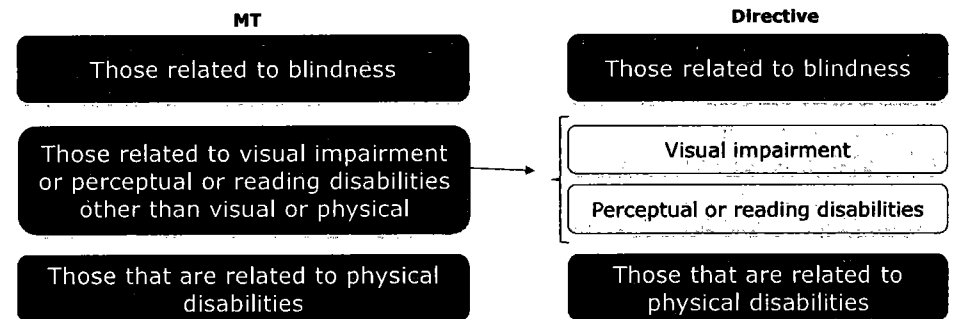 MT
Those related to blindness
Those related to visual impairment
or perceptual or reading disabilities
other than visual or physical
Those that are related to physical
disabilities
Directive
Those related to blindness
Visual impairment
Perceptual or reading disabilities
Those that are related to
physical disabilities